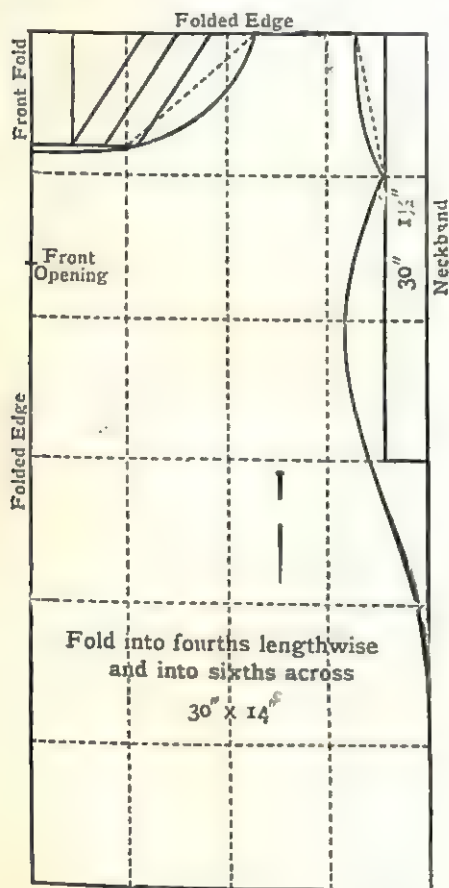 Folded Edge
Front Fold
Front
Opening
30" 1½"
Neckband
Folded Edge
Fold into fourths lengthwise
and into sixths across
30" x 14"